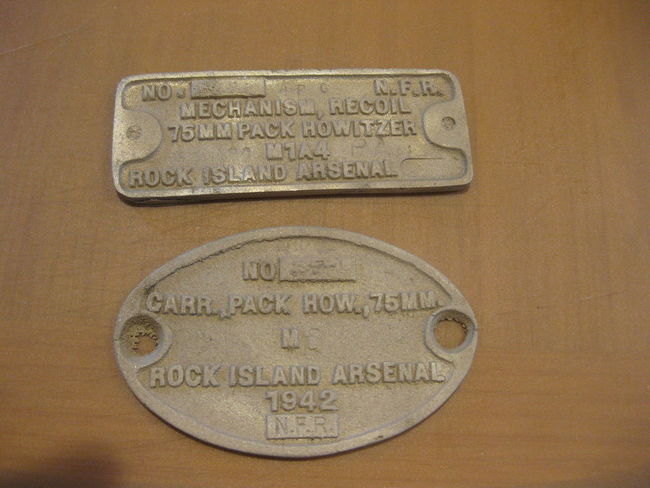 NO. N.F.R.
MECHANISM, RECOIL
75MM PACK HOWITZER
M1A4
ROCK ISLAND ARSENAL
NO
CARR., PACK HOW., 75MM.
M
ROCK ISLAND ARSENAL
1942
N.F.R.